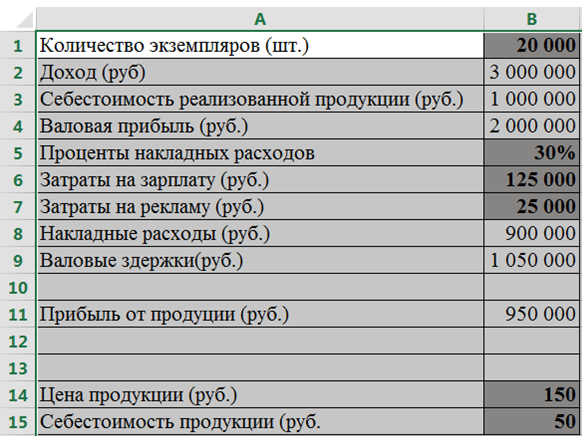 A B
1 Количество экземпляров (шт.) 20 000
2 Доход (руб) 3 000 000
3 Себестоимость реализованной продукции (руб.) 1 000 000
4 Валовая прибыль (руб.) 2 000 000
5 Проценты накладных расходов 30%
6 Затраты на зарплату (руб.) 125 000
7 Затраты на рекламу (руб.) 25 000
8 Накладные расходы (руб.) 900 000
9 Валовые здержки(руб.) 1 050 000
10
11 Прибыль от продуции (руб.) 950 000
12
13
14 Цена продукции (руб.) 150
15 Себестоимость продукции (руб. 50